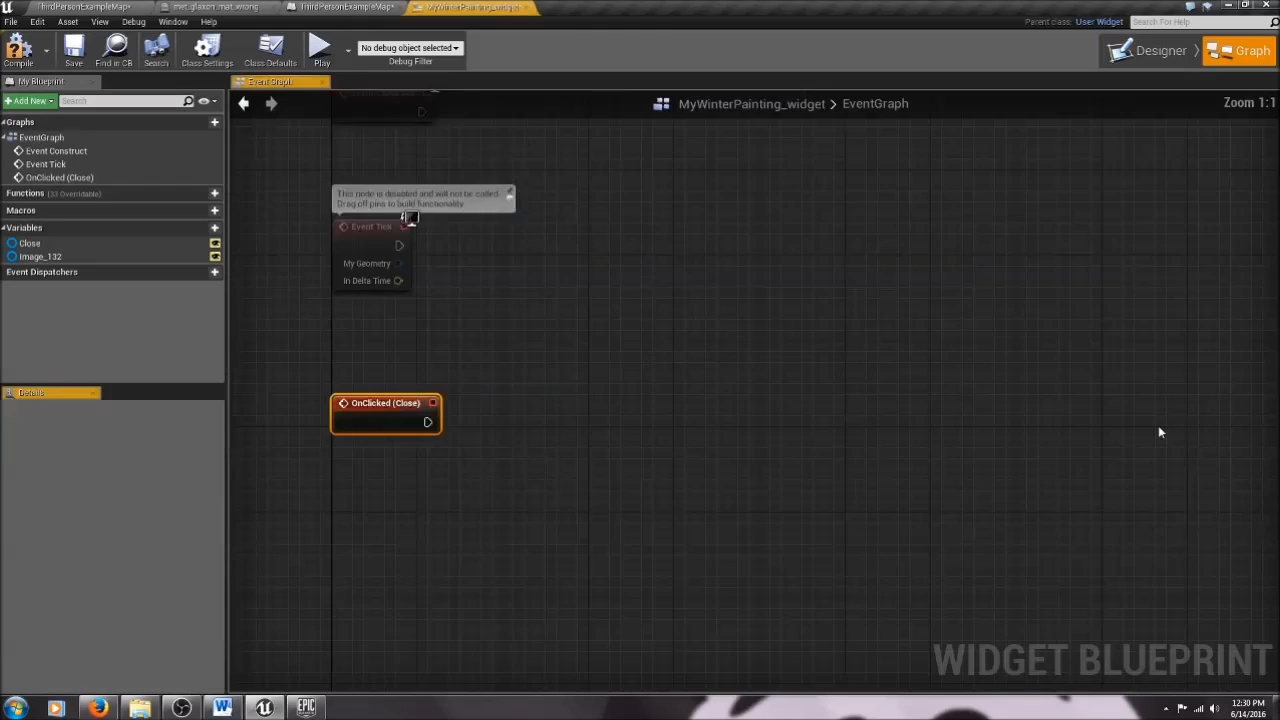 ThirdPersonExampleMap*
met.glaxon.mat.wrong
ThirdPersonExampleMap*
MyWinterPainting_widget*
File Edit Asset View Debug Window Help
Parent class: User Widget
Search For Help
Compile
Save
Find in CB
Search
Class Settings
Class Defaults
Play
No debug object selected
Debug Filter
Designer
Graph
My Blueprint
Event Graph
Add New
Search
MyWinterPainting_widget > EventGraph
Zoom 1:1
Graphs
EventGraph
Event Construct
Event Tick
OnClicked (Close)
Functions (33 Overridable)
Macros
Variables
Close
Image_132
Event Dispatchers
Details
This node is disabled and will not be called.
Drag off pins to build functionality.
Event Tick
My Geometry
In Delta Time
OnClicked (Close)
WIDGET BLUEPRINT
W
EPIC
12:30 PM
6/14/2016